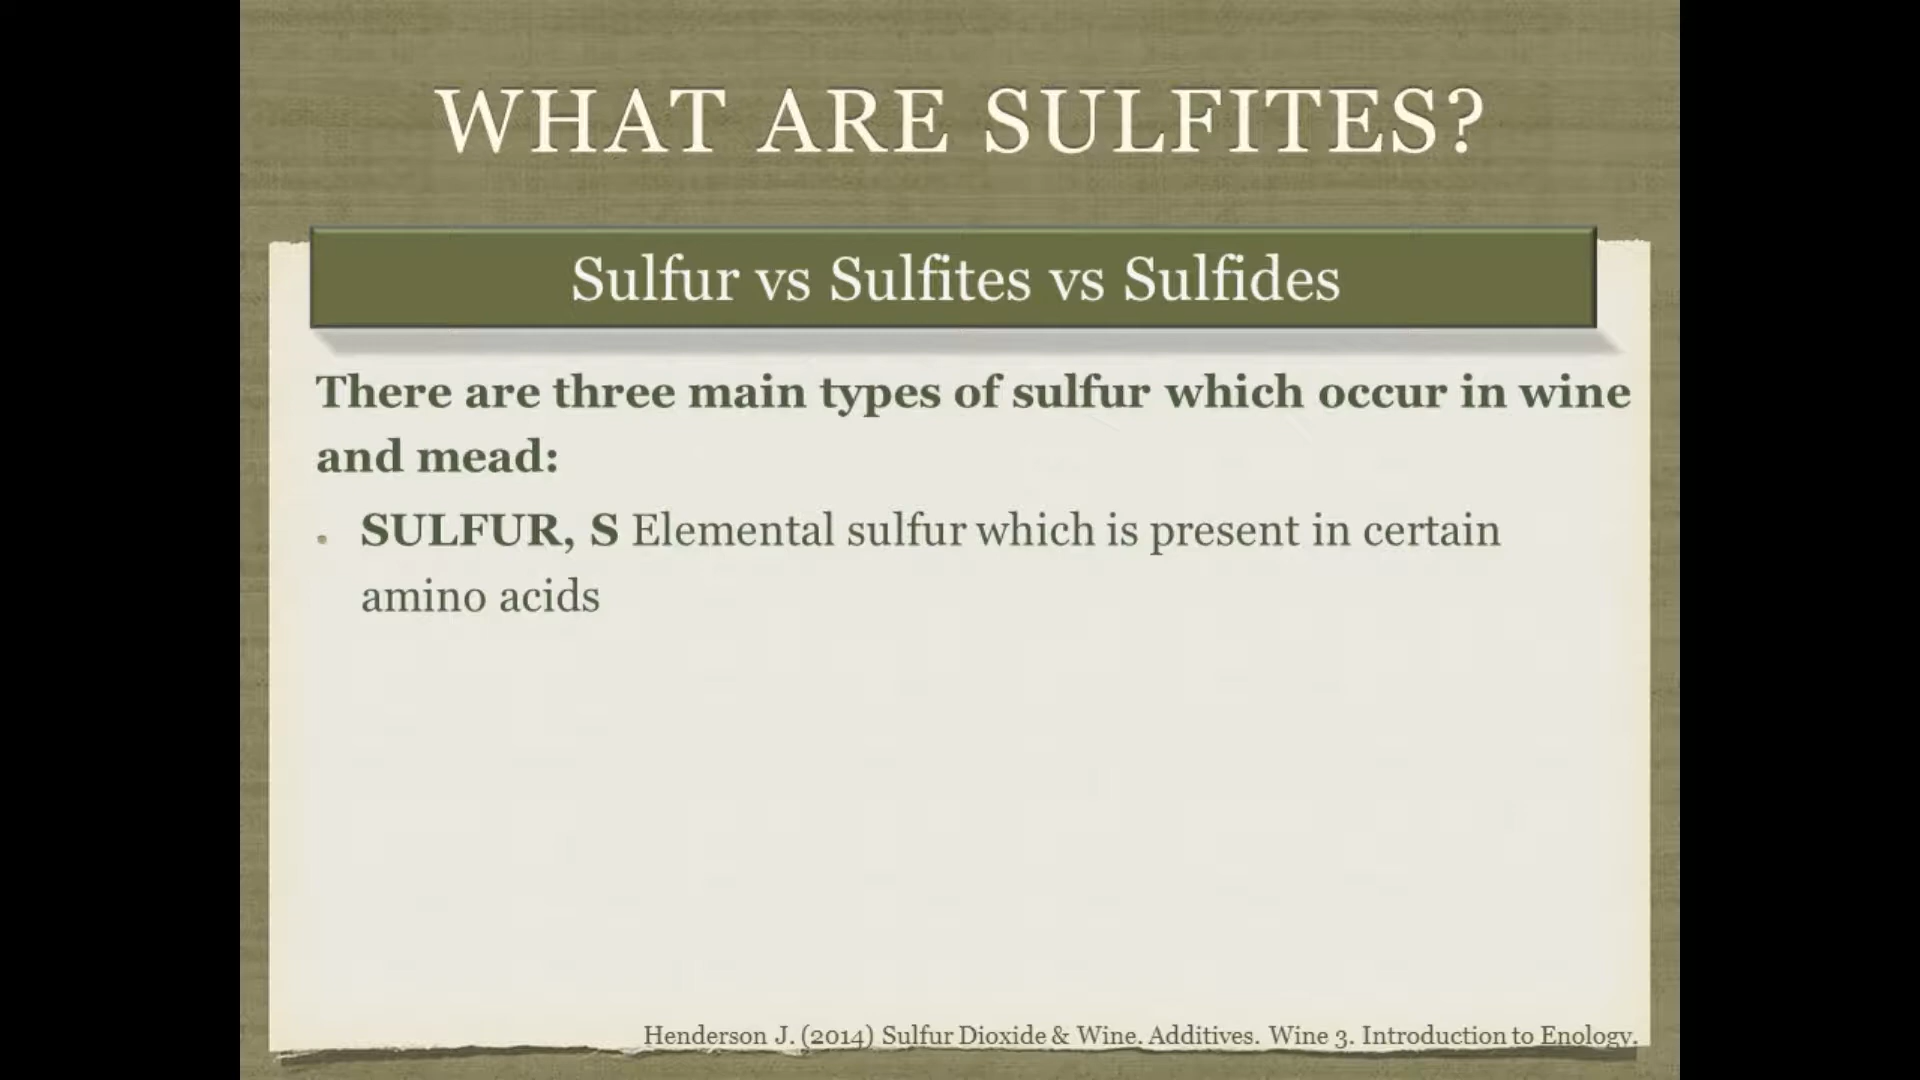 WHAT ARE SULFITES?
Sulfur vs Sulfites vs Sulfides
There are three main types of sulfur which occur in wine
and mead:
• SULFUR, S Elemental sulfur which is present in certain
amino acids
Henderson J. (2014) Sulfur Dioxide & Wine. Additives. Wine 3. Introduction to Enology.